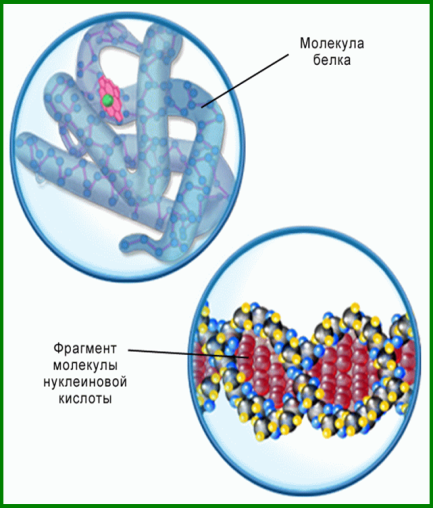 Молекула
белка
Фрагмент
молекулы
нуклеиновой
кислоты